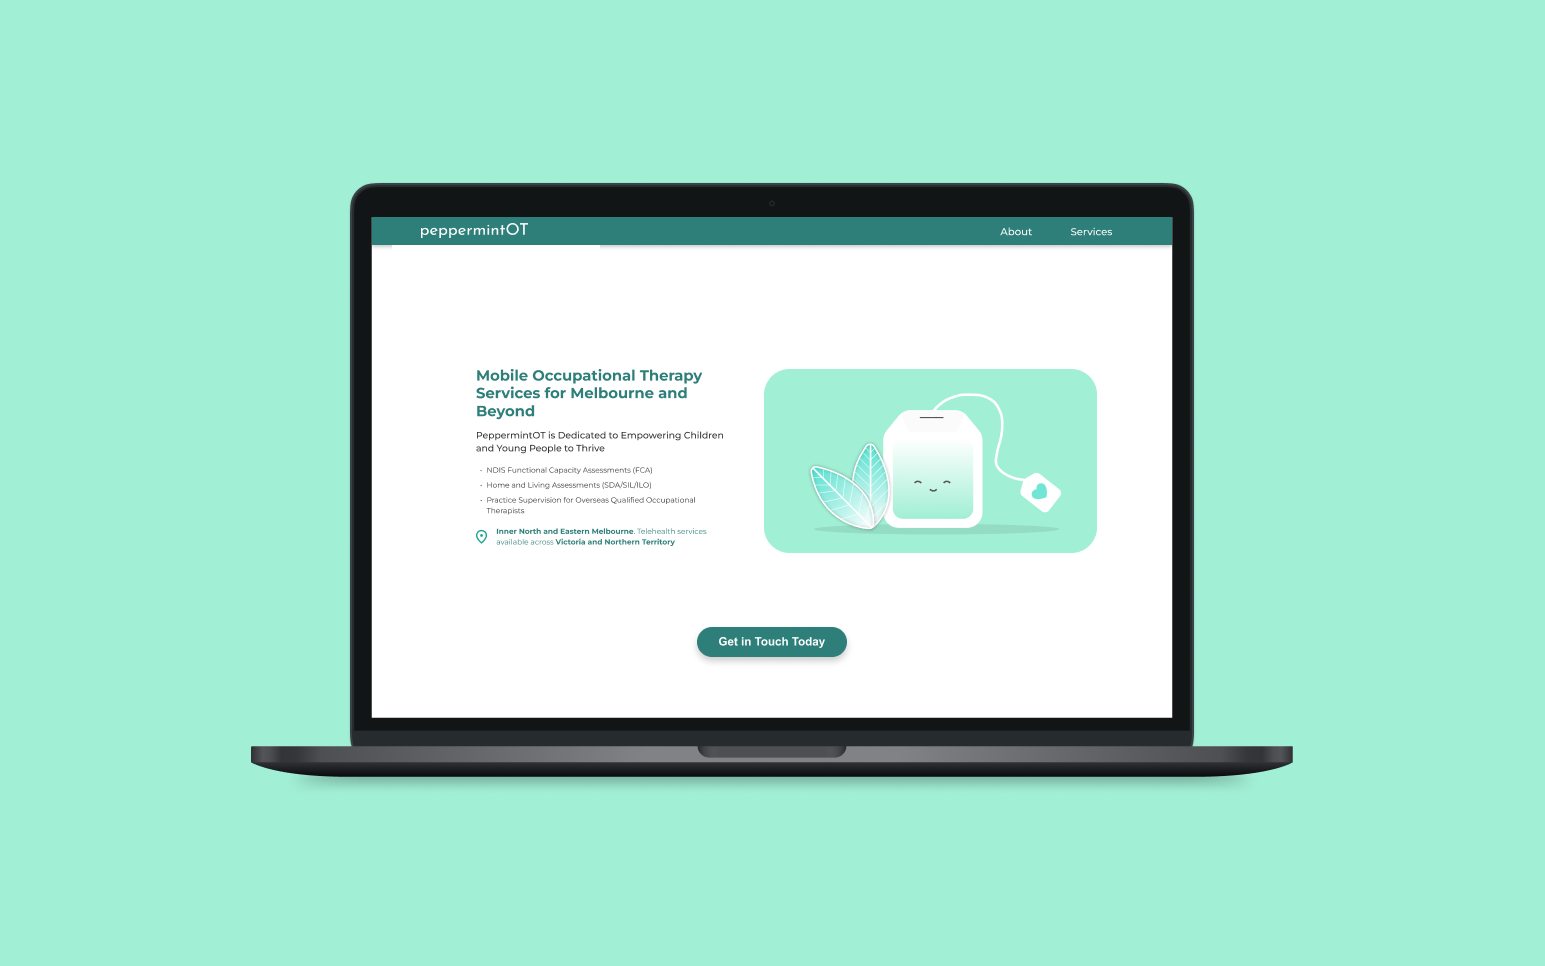 peppermintOT
About
Services
Mobile Occupational Therapy
Services for Melbourne and
Beyond
PeppermintOT is Dedicated to Empowering Children
and Young People to Thrive
- NDIS Functional Capacity Assessments (FCA)
- Home and Living Assessments (SDA/SIL/ILO)
- Practice Supervision for Overseas Qualified Occupational
Therapists
Inner North and Eastern Melbourne. Telehealth services
available across Victoria and Northern Territory
Get in Touch Today